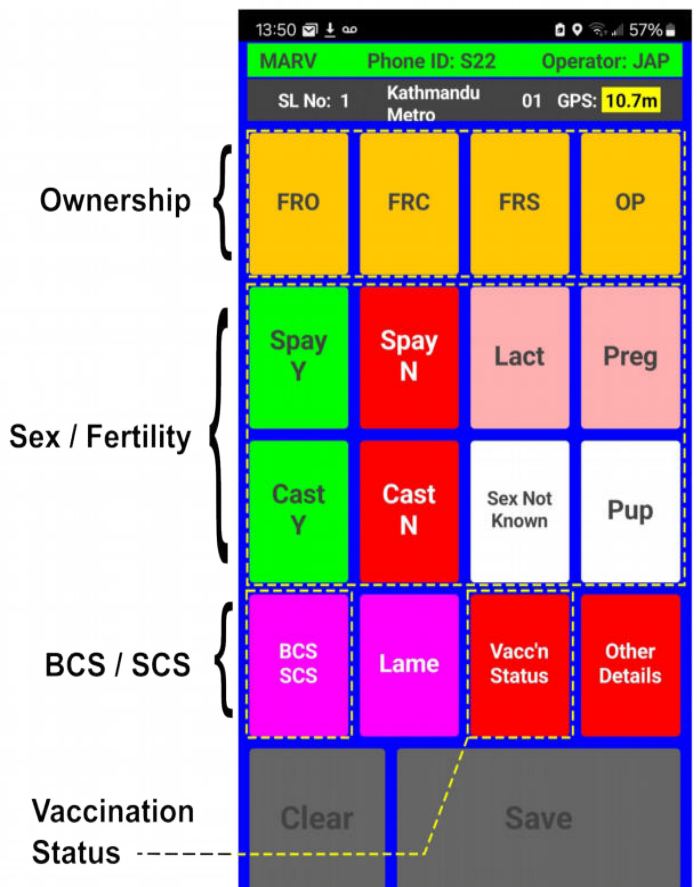 13:50 57%
MARV Phone ID: S22 Operator: JAP
SL No: 1 Kathmandu Metro 01 GPS: 10.7m
Ownership
FRO FRC FRS OP
Sex / Fertility
Spay Y
Spay N
Lact
Preg
Cast Y
Cast N
Sex Not Known
Pup
BCS / SCS
BCS SCS
Lame
Vacc'n Status
Other Details
Vaccination
Status
Clear
Save